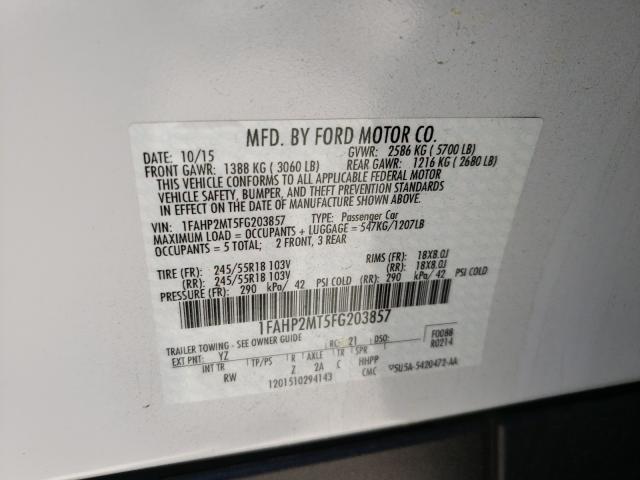 MFD. BY FORD MOTOR CO.
DATE: 10/15 GVWR: 2586 KG ( 5700 LB)
FRONT GAWR: 1388 KG ( 3060 LB) REAR GAWR: 1216 KG ( 2680 LB)
THIS VEHICLE CONFORMS TO ALL APPLICABLE FEDERAL MOTOR
VEHICLE SAFETY, BUMPER, AND THEFT PREVENTION STANDARDS
IN EFFECT ON THE DATE OF MANUFACTURE SHOWN ABOVE.
VIN: 1FAHP2MT5FG203857 TYPE: Passenger Car
MAXIMUM LOAD = OCCUPANTS + LUGGAGE = 547KG/1207LB
OCCUPANTS = 5 TOTAL; 2 FRONT, 3 REAR
TIRE (FR): 245/55R18 103V RIMS (FR): 18X8.0J
(RR): 245/55R18 103V (RR): 18X8.0J
PRESSURE (FR): 290 kPa/ 42 PSI COLD (RR): 290 kPa/ 42 PSI COLD
1FAHP2MT5FG203857
TRAILER TOWING - SEE OWNER GUIDE RC: 21 DSO: F0088
EXT PNT: YZ R0214
INT TR TP/PS R AXLE TR SPR
RW Z 2A C HHPP
1201510294143 CMC 5U5A-5420472-AA